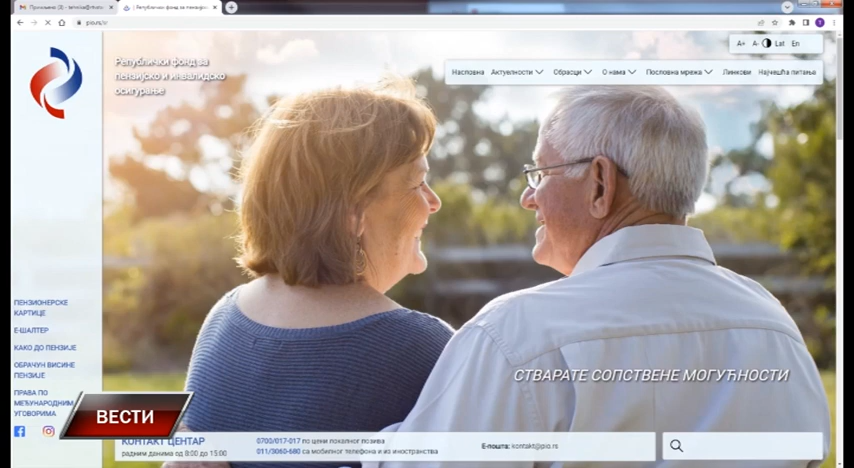 Републички фонд за
пензијско и инвалидско
осигурање
A+ A- Lat En
Насловна Актуелности Обрасци О нама Пословна мрежа Линкови Најчешћа питања
ПЕНЗИОНЕРСКЕ
КАРТИЦЕ
Е-ШАЛТЕР
КАКО ДО ПЕНЗИЈЕ
ОБРАЧУН ВИСИНЕ
ПЕНЗИЈЕ
ПРАВА ПО
МЕЂУНАРОДНИМ
УГОВОРИМА
СТВАРАТЕ СОПСТВЕНЕ МОГУЋНОСТИ
ВЕСТИ
КОНТАКТ ЦЕНТАР
радним данима од 8:00 до 15:00
0700/017-017 по цени локалног позива
011/3060-680 са мобилног телефона и из иностранства
Е-пошта: kontakt@pio.rs